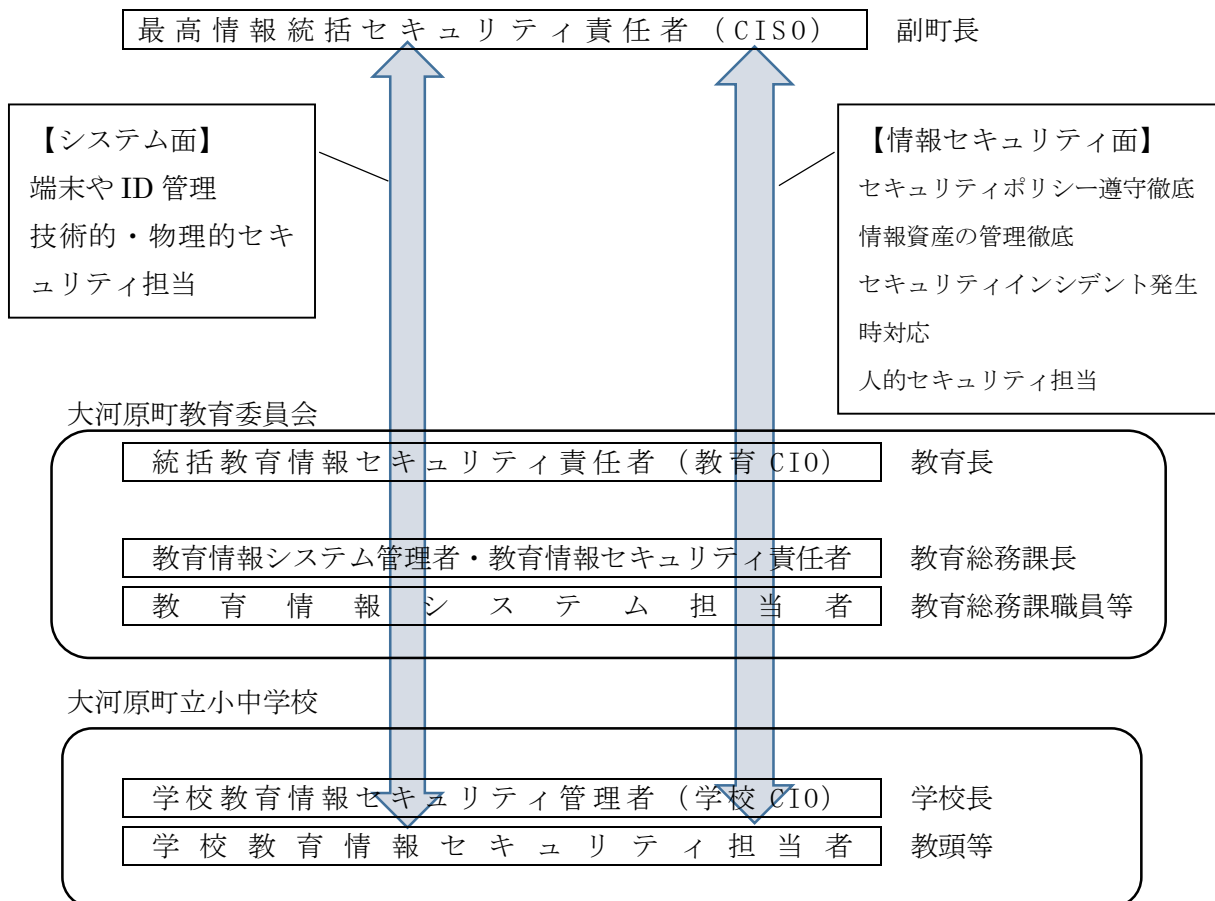 最高情報統括セキュリティ責任者(CISO) 副町長
【システム面】
端末や ID 管理
技術的・物理的セキ
ュリティ担当
【情報セキュリティ面】
セキュリティポリシー遵守徹底
情報資産の管理徹底
セキュリティインシデント発生
時対応
人的セキュリティ担当
大河原町教育委員会
統括教育情報セキュリティ責任者(教育 CIO) 教育長
教育情報システム管理者・教育情報セキュリティ責任者 教育総務課長
教育情報システム担当者 教育総務課職員等
大河原町立小中学校
学校教育情報セキュリティ管理者(学校 CIO) 学校長
学校教育情報セキュリティ担当者 教頭等